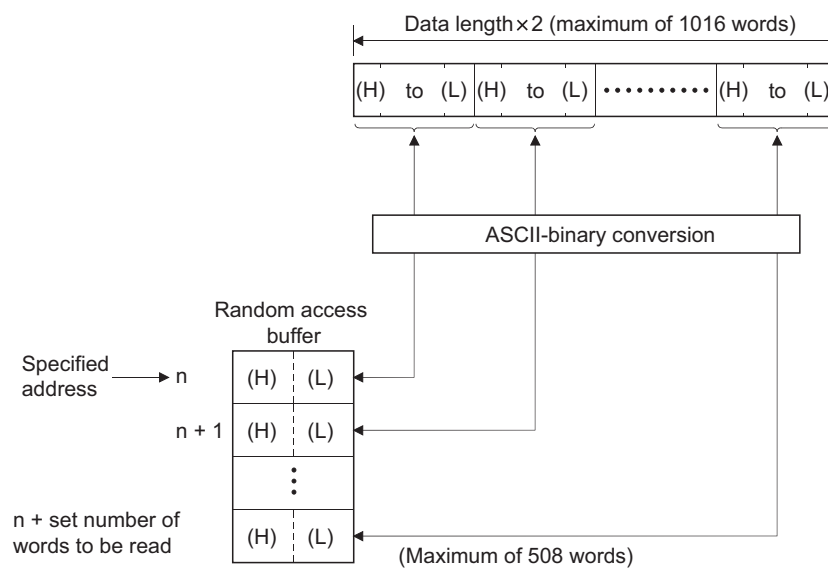 Data length×2 (maximum of 1016 words)
(H) to (L) (H) to (L) •••••••••• (H) to (L)
ASCII-binary conversion
Random access
buffer
Specified
address
n
(H) (L)
n + 1
(H) (L)
n + set number of
words to be read
(H) (L)
(Maximum of 508 words)